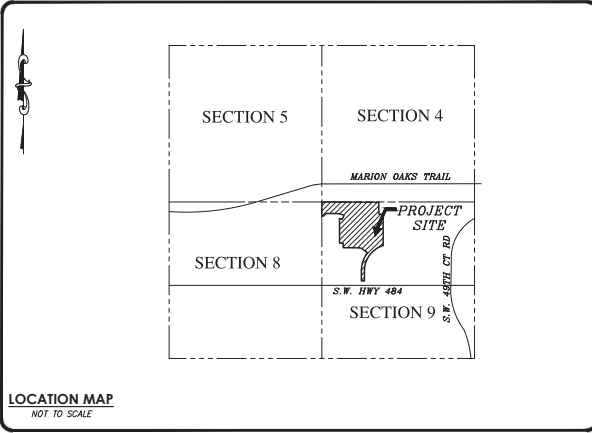 SECTION 5
SECTION 4
MARION OAKS TRAIL
PROJECT
SITE
SECTION 8
S.W. 49TH CT RD
S.W. HWY 484
SECTION 9
LOCATION MAP
NOT TO SCALE